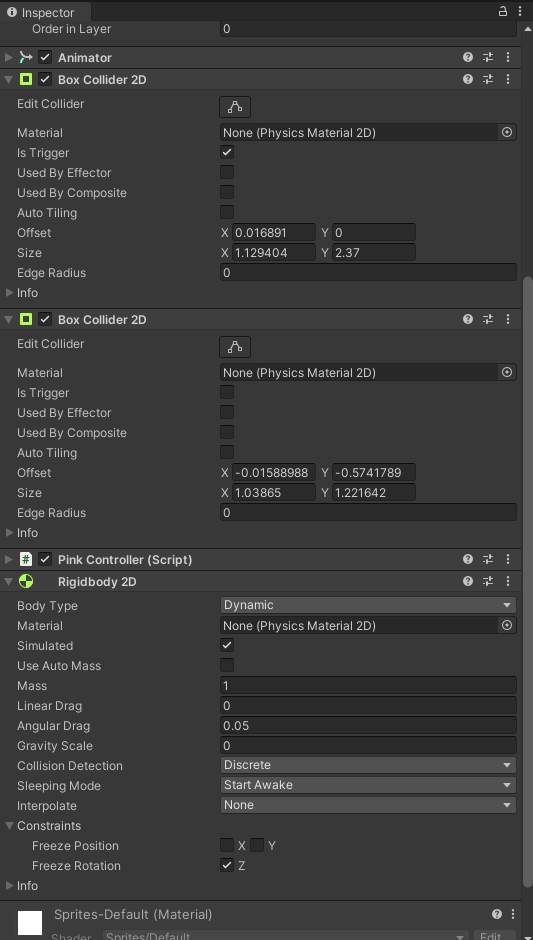 Inspector
Order in Layer 0
Animator
Box Collider 2D
Edit Collider
Material None (Physics Material 2D)
Is Trigger
Used By Effector
Used By Composite
Auto Tiling
Offset X 0.016891 Y 0
Size X 1.129404 Y 2.37
Edge Radius 0
Info
Box Collider 2D
Edit Collider
Material None (Physics Material 2D)
Is Trigger
Used By Effector
Used By Composite
Auto Tiling
Offset X -0.01588988 Y -0.5741789
Size X 1.03865 Y 1.221642
Edge Radius 0
Info
# Pink Controller (Script)
Rigidbody 2D
Body Type Dynamic
Material None (Physics Material 2D)
Simulated
Use Auto Mass
Mass 1
Linear Drag 0
Angular Drag 0.05
Gravity Scale 0
Collision Detection Discrete
Sleeping Mode Start Awake
Interpolate None
Constraints
Freeze Position X Y
Freeze Rotation Z
Info
Sprites-Default (Material)
Shader Sprites/Default Edit